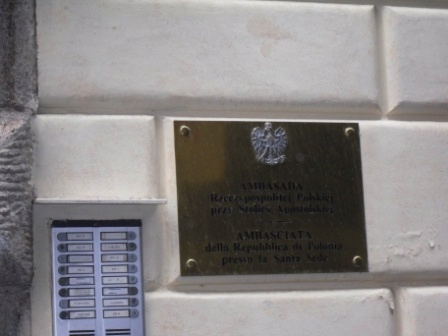 AMBASADA
Rzeczypospolitej Polskiej
przy Stolicy Apostolskiej
AMBASCIATA
della Repubblica di Polonia
presso la Santa Sede